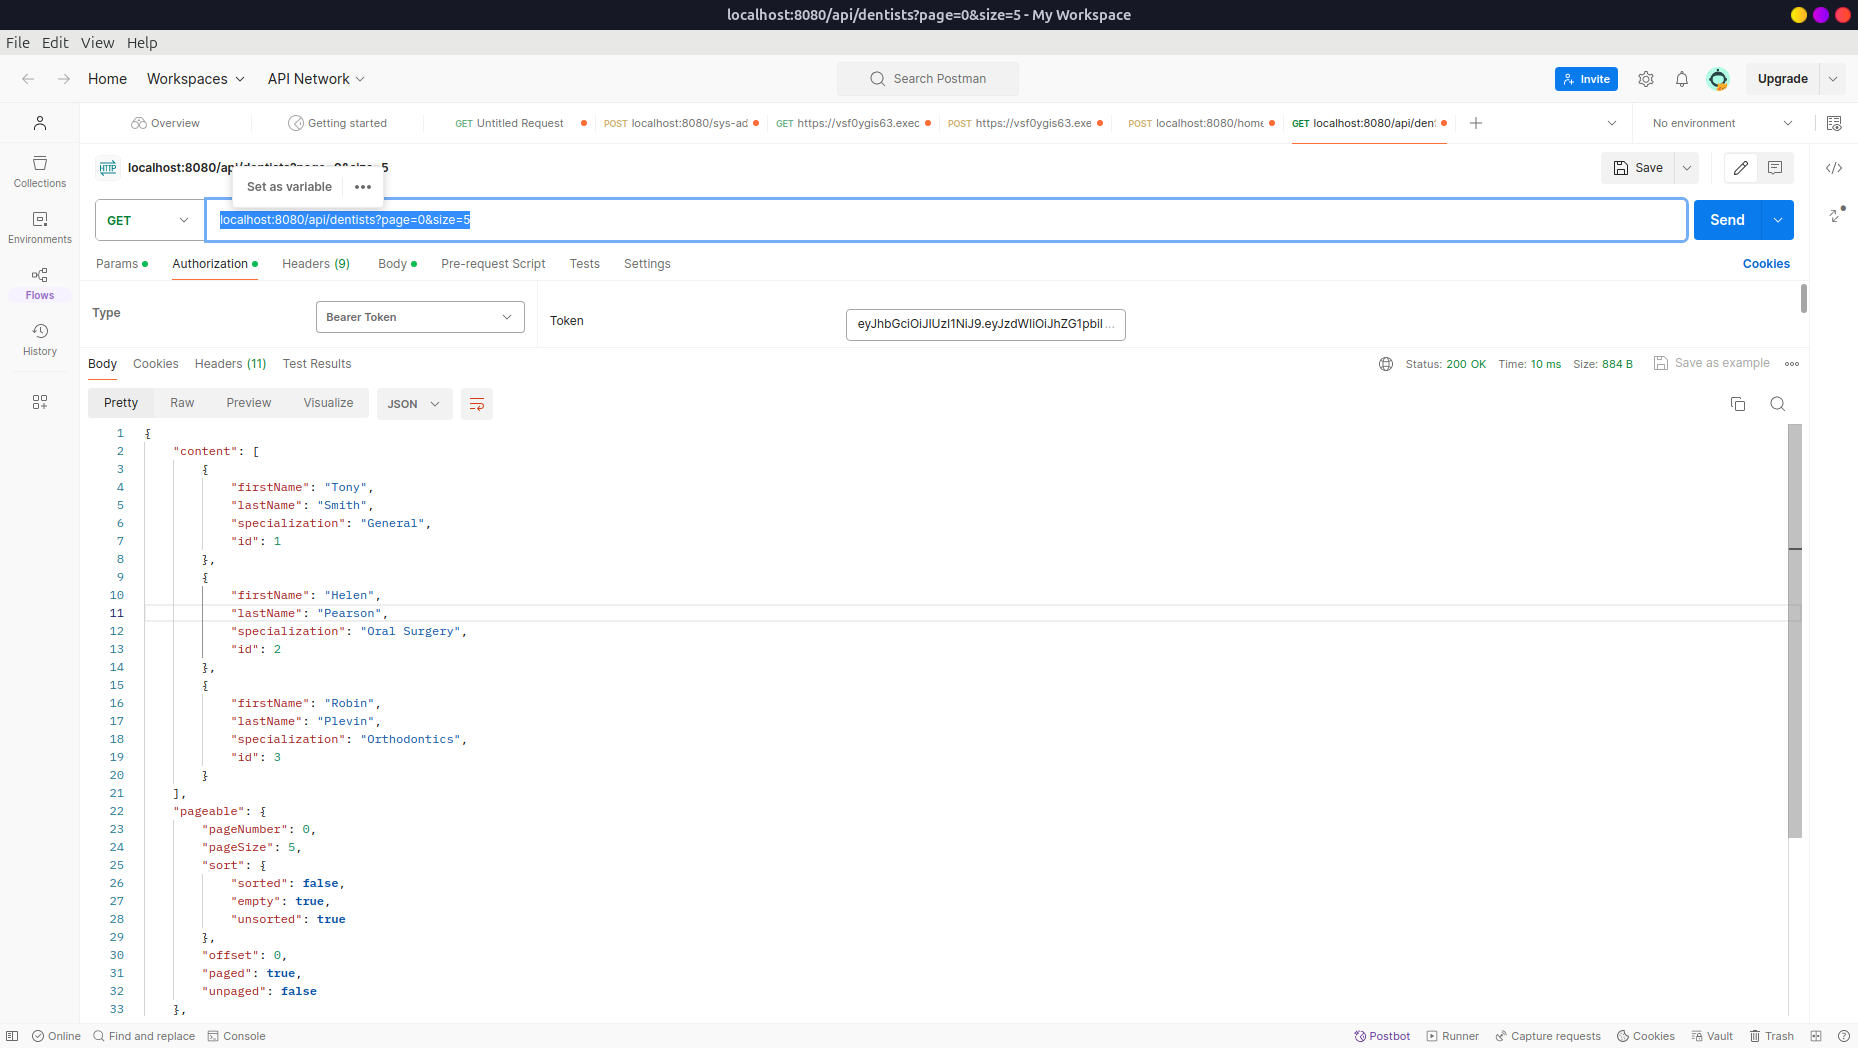 localhost:8080/api/dentists?page=0&size=5 - My Workspace
File Edit View Help
Home Workspaces API Network Search Postman Invite Upgrade
Overview Getting started GET Untitled Request POST localhost:8080/sys-ad GET https://vsf0ygis63.exec POST https://vsf0ygis63.exe POST localhost:8080/home GET localhost:8080/api/den No environment
HTTP localhost:8080/api/dentists?page=0&size=5 Save
Set as variable
GET localhost:8080/api/dentists?page=0&size=5 Send
Params Authorization Headers (9) Body Pre-request Script Tests Settings Cookies
Collections
Environments
Flows
History
Type Bearer Token Token eyJhbGciOiJIUzI1NiJ9.eyJzdWIiOiJhZG1pbiI ...
Body Cookies Headers (11) Test Results Status: 200 OK Time: 10 ms Size: 884 B Save as example
Pretty Raw Preview Visualize JSON
1 {
2 "content": [
3 {
4 "firstName": "Tony",
5 "lastName": "Smith",
6 "specialization": "General",
7 "id": 1
8 },
9 {
10 "firstName": "Helen",
11 "lastName": "Pearson",
12 "specialization": "Oral Surgery",
13 "id": 2
14 },
15 {
16 "firstName": "Robin",
17 "lastName": "Plevin",
18 "specialization": "Orthodontics",
19 "id": 3
20 }
21 ],
22 "pageable": {
23 "pageNumber": 0,
24 "pageSize": 5,
25 "sort": {
26 "sorted": false,
27 "empty": true,
28 "unsorted": true
29 },
30 "offset": 0,
31 "paged": true,
32 "unpaged": false
33 },
Online Find and replace Console Postbot Runner Capture requests Cookies Vault Trash